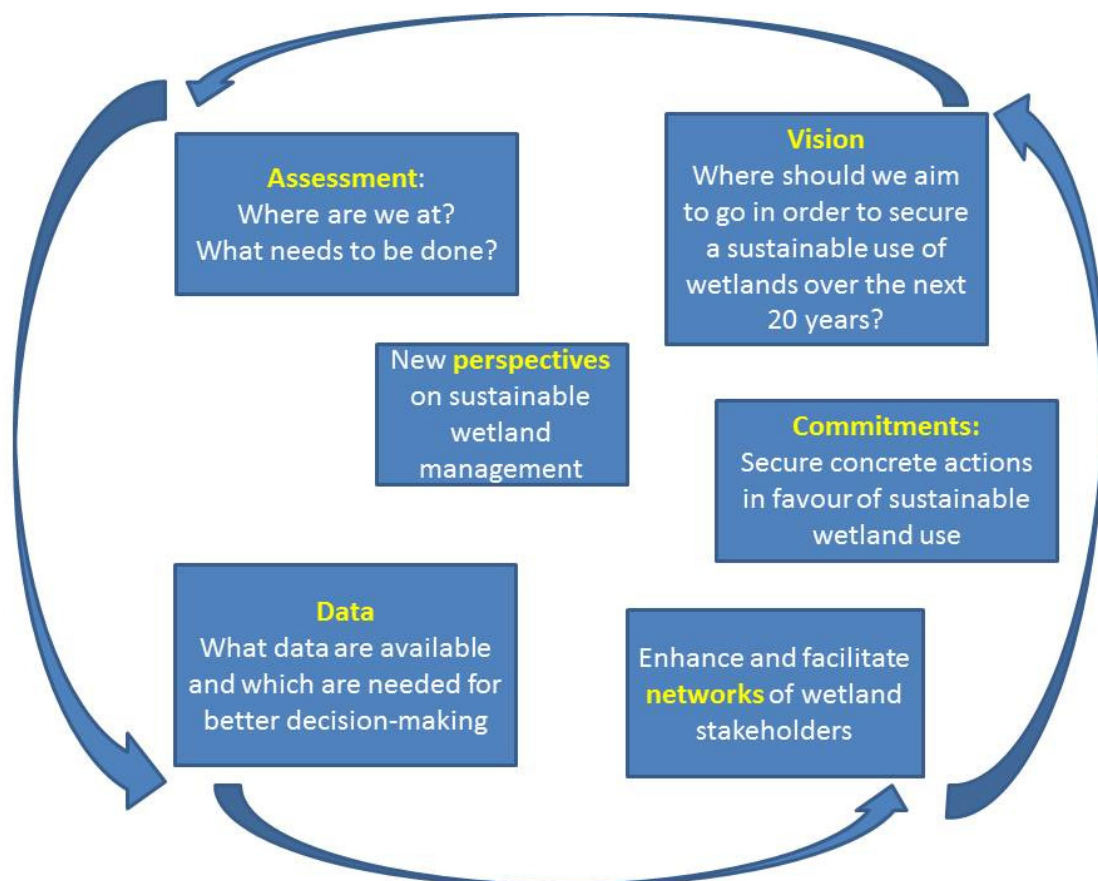 Assessment:
Where are we at?
What needs to be done?
Vision
Where should we aim
to go in order to secure
a sustainable use of
wetlands over the next
20 years?
New perspectives
on sustainable
wetland
management
Commitments:
Secure concrete actions
in favour of sustainable
wetland use
Data
What data are available
and which are needed for
better decision-making
Enhance and facilitate
networks of wetland
stakeholders